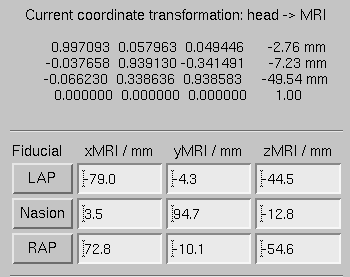 Current coordinate transformation: head -> MRI
0.997093 0.057963 0.049446 -2.76 mm
-0.037658 0.939130 -0.341491 -7.23 mm
-0.066230 0.338636 0.938583 -49.54 mm
0.000000 0.000000 0.000000 1.00
Fiducial xMRI / mm yMRI / mm zMRI / mm
LAP -79.0 -4.3 -44.5
Nasion 3.5 94.7 -12.8
RAP 72.8 -10.1 -54.6